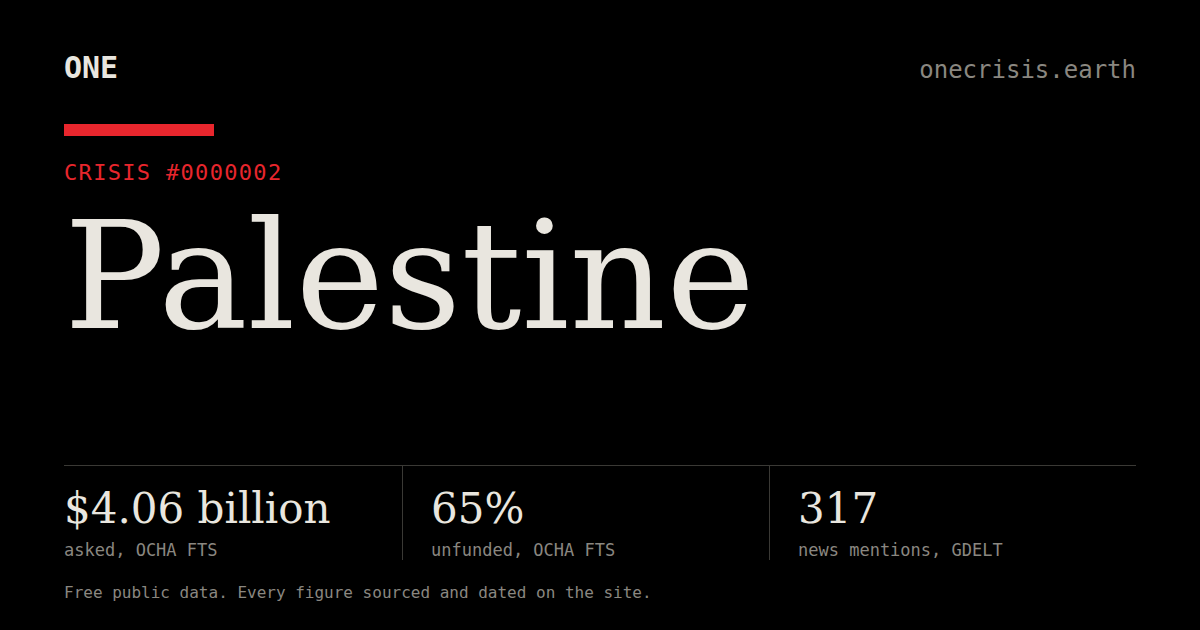 ONE
onecrisis.earth
CRISIS #0000002
Palestine
$4.06 billion
asked, OCHA FTS
65%
unfunded, OCHA FTS
317
news mentions, GDELT
Free public data. Every figure sourced and dated on the site.